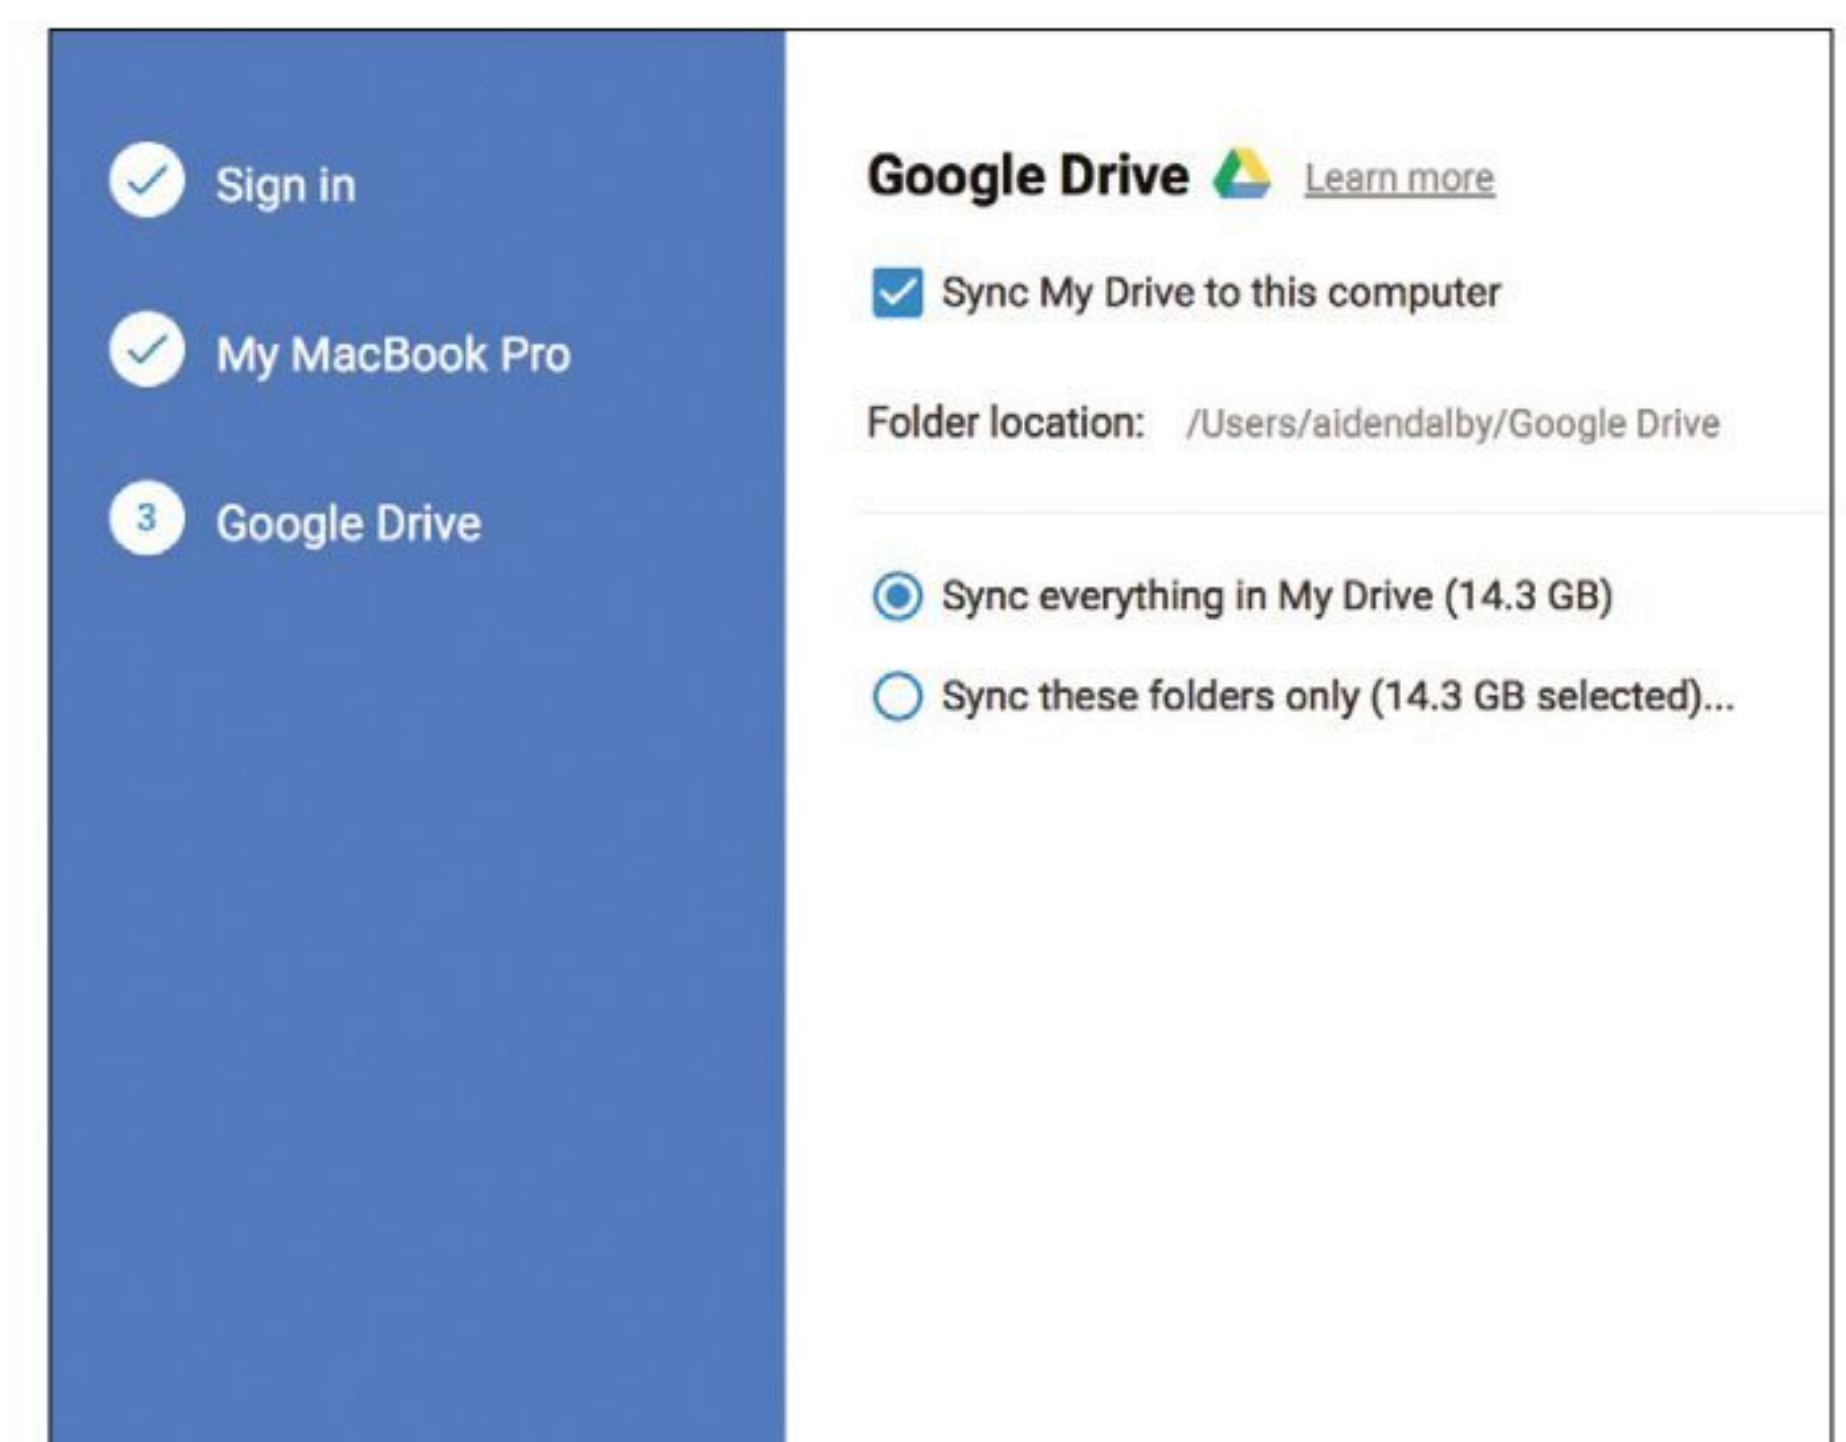 Sign in
My MacBook Pro
3 Google Drive
Google Drive Learn more
Sync My Drive to this computer
Folder location: /Users/aidendalby/Google Drive
Sync everything in My Drive (14.3 GB)
Sync these folders only (14.3 GB selected)...